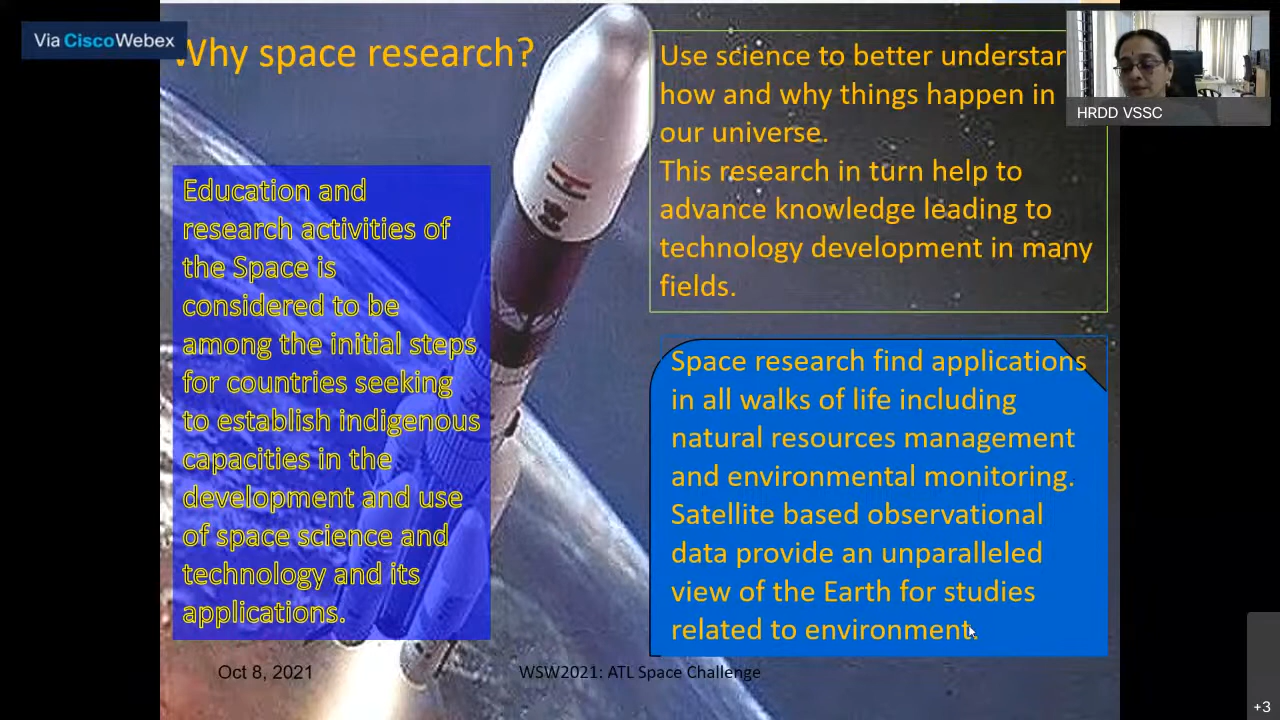 Via CiscoWebex
Why space research?
Education and
research activities of
the Space is
considered to be
among the initial steps
for countries seeking
to establish indigenous
capacities in the
development and use
of space science and
technology and its
applications.
Use science to better understan
how and why things happen in
our universe.
This research in turn help to
advance knowledge leading to
technology development in many
fields.
Space research find applications
in all walks of life including
natural resources management
and environmental monitoring.
Satellite based observational
data provide an unparalleled
view of the Earth for studies
related to environment.
HRDD VSSC
Oct 8, 2021
WSW2021: ATL Space Challenge
+3